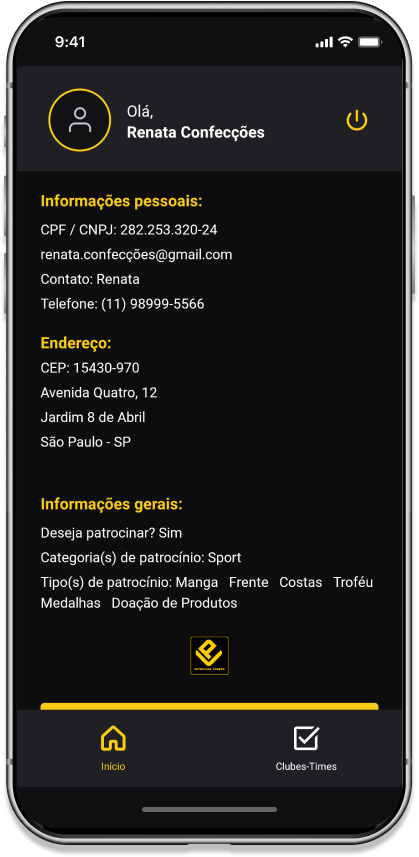 9:41
Olá,
Renata Confecções
Informações pessoais:
CPF / CNPJ: 282.253.320-24
renata.confecções@gmail.com
Contato: Renata
Telefone: (11) 98999-5566
Endereço:
CEP: 15430-970
Avenida Quatro, 12
Jardim 8 de Abril
São Paulo - SP
Informações gerais:
Deseja patrocinar? Sim
Categoria(s) de patrocínio: Sport
Tipo(s) de patrocínio: Manga Frente Costas Troféu
Medalhas Doação de Produtos
Início
Clubes-Times